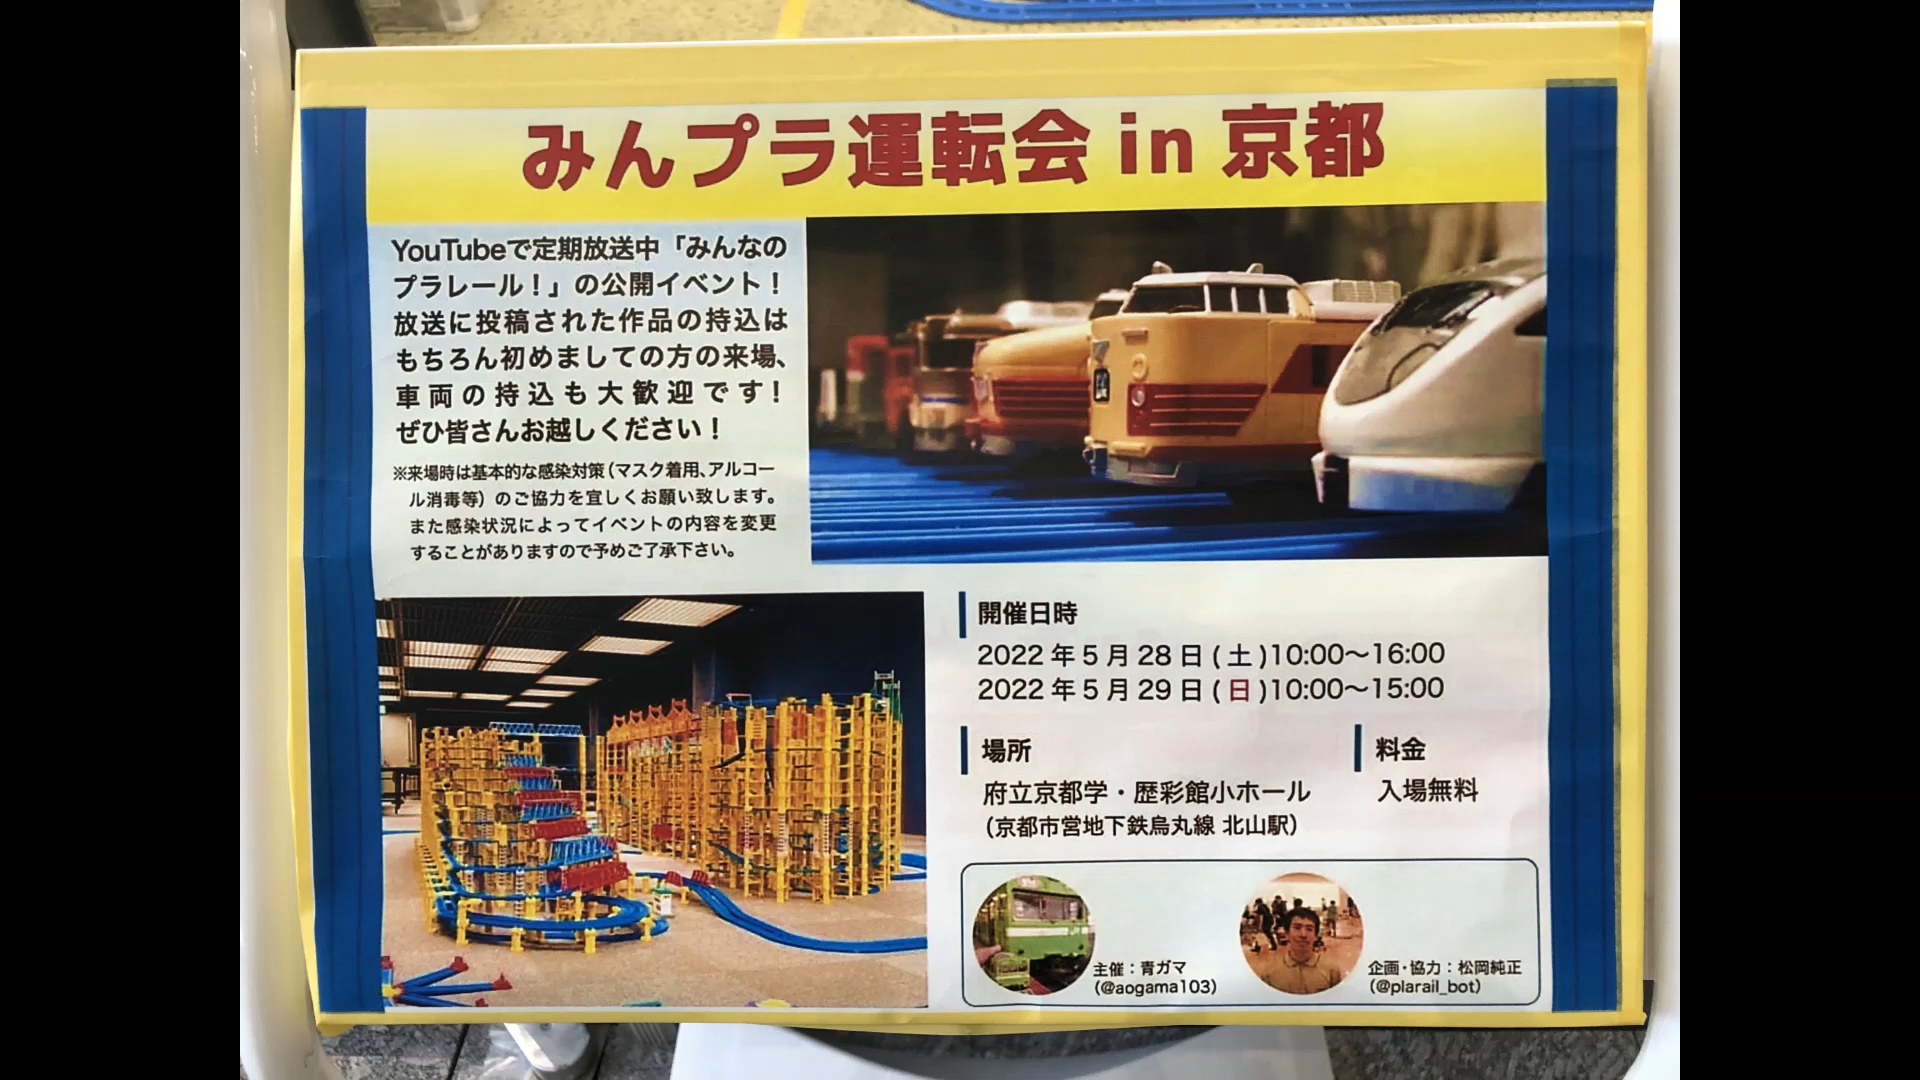 みんプラ運転会 in 京都
YouTubeで定期放送中「みんなの
プラレール！」の公開イベント！
放送に投稿された作品の持込は
もちろん初めましての方の来場、
車両の持込も大歓迎です！
ぜひ皆さんお越しください！
※来場時は基本的な感染対策（マスク着用、アルコー
ル消毒等）のご協力を宜しくお願い致します。
また感染状況によってイベントの内容を変更
することがありますので予めご了承下さい。
開催日時
2022 年 5 月 28 日 ( 土 )10:00〜16:00
2022 年 5 月 29 日 ( 日 )10:00〜15:00
場所
府立京都学・歴彩館小ホール
（京都市営地下鉄烏丸線 北山駅）
料金
入場無料
主催：青ガマ
（@aogama103）
企画・協力：松岡純正
（@plarail_bot）